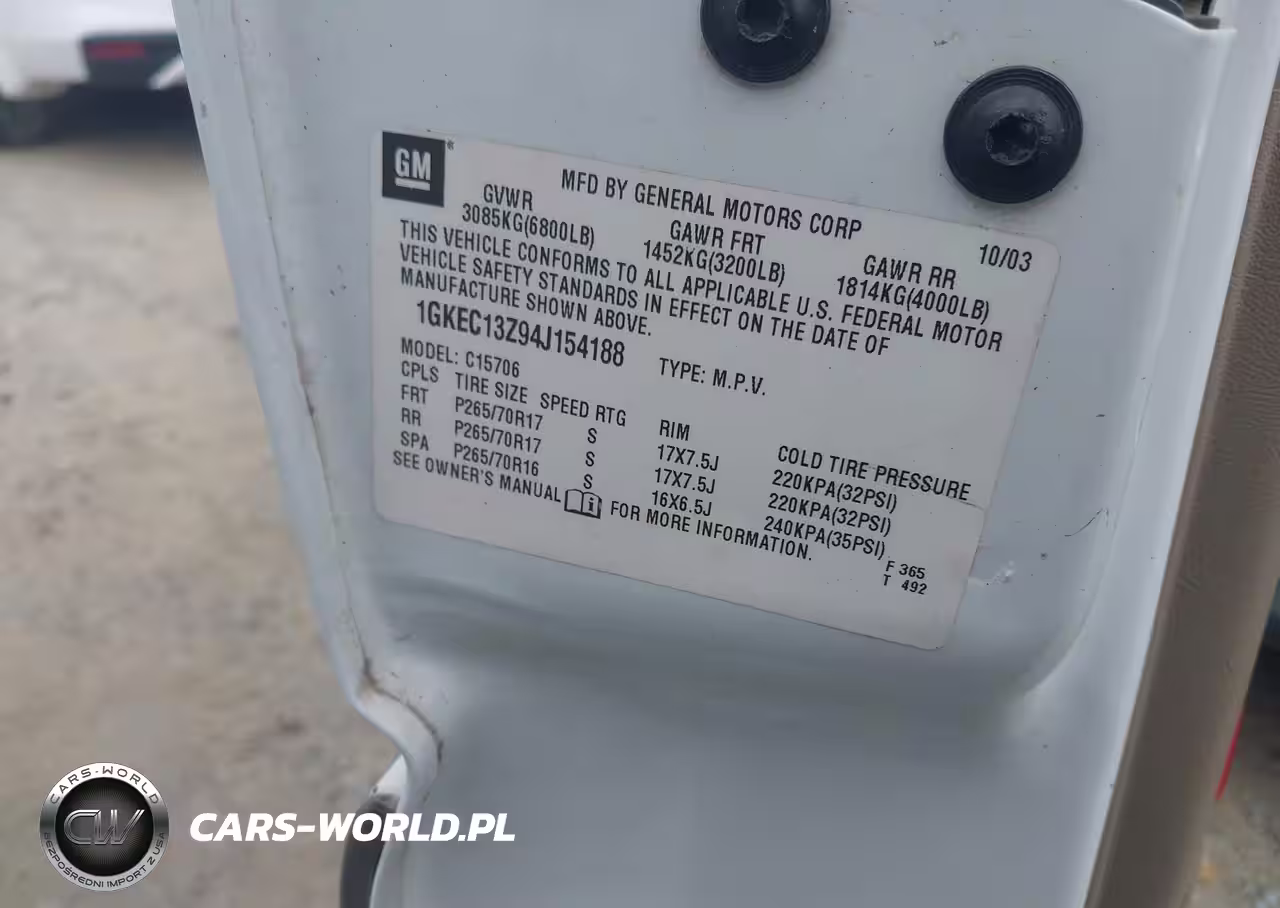 GM
MFD BY GENERAL MOTORS CORP
10/03
GVWR GAWR FRT GAWR RR
3085KG(6800LB) 1452KG(3200LB) 1814KG(4000LB)
THIS VEHICLE CONFORMS TO ALL APPLICABLE U.S. FEDERAL MOTOR
VEHICLE SAFETY STANDARDS IN EFFECT ON THE DATE OF
MANUFACTURE SHOWN ABOVE.
1GKEC13Z94J154188 TYPE: M.P.V.
MODEL: C15706
CPLS TIRE SIZE SPEED RTG RIM COLD TIRE PRESSURE
FRT P265/70R17 S 17X7.5J 220KPA(32PSI)
RR P265/70R17 S 17X7.5J 220KPA(32PSI)
SPA P265/70R16 S 16X6.5J 240KPA(35PSI)
SEE OWNER'S MANUAL FOR MORE INFORMATION.
F 365
T 492
CARS-WORLD
CW
BEZPOŚREDNI IMPORT Z USA
CARS-WORLD.PL